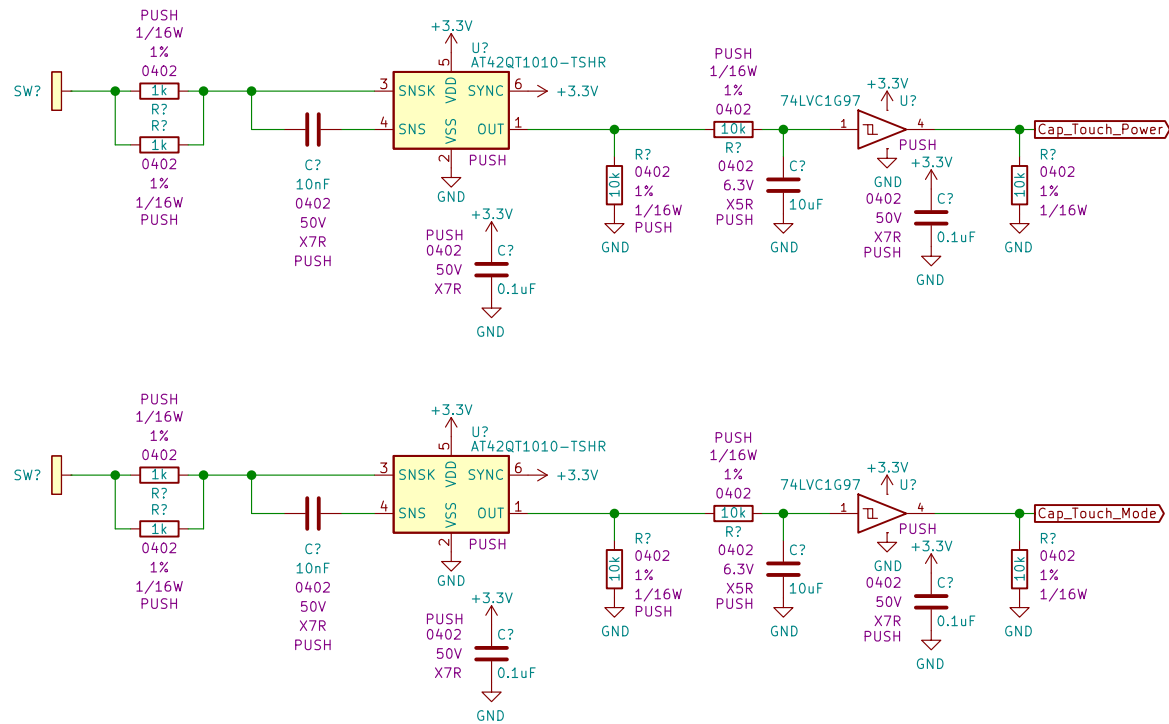 PUSH
1/16W
1%
0402
SW?
1k
R?
R?
1k
0402
1%
1/16W
PUSH
C?
10nF
0402
50V
X7R
PUSH
+3.3V
U?
AT42QT1010-TSHR
5
3
SNSK
VDD
SYNC
6
+3.3V
4
SNS
VSS
OUT
1
2
PUSH
GND
+3.3V
PUSH
0402
50V
X7R
C?
0.1uF
GND
R?
0402
1%
1/16W
PUSH
10k
GND
PUSH
1/16W
1%
0402
10k
R?
0402
6.3V
X5R
PUSH
C?
10uF
GND
74LVC1G97
+3.3V
U?
1
4
PUSH
GND
+3.3V
0402
50V
X7R
PUSH
C?
0.1uF
GND
Cap_Touch_Power
R?
0402
1%
1/16W
10k
GND
PUSH
1/16W
1%
0402
SW?
1k
R?
R?
1k
0402
1%
1/16W
PUSH
C?
10nF
0402
50V
X7R
PUSH
+3.3V
U?
AT42QT1010-TSHR
5
3
SNSK
VDD
SYNC
6
+3.3V
4
SNS
VSS
OUT
1
2
PUSH
GND
+3.3V
PUSH
0402
50V
X7R
C?
0.1uF
GND
R?
0402
1%
1/16W
PUSH
10k
GND
PUSH
1/16W
1%
0402
10k
R?
0402
6.3V
X5R
PUSH
C?
10uF
GND
74LVC1G97
+3.3V
U?
1
4
PUSH
GND
+3.3V
0402
50V
X7R
PUSH
C?
0.1uF
GND
Cap_Touch_Mode
R?
0402
1%
1/16W
10k
GND